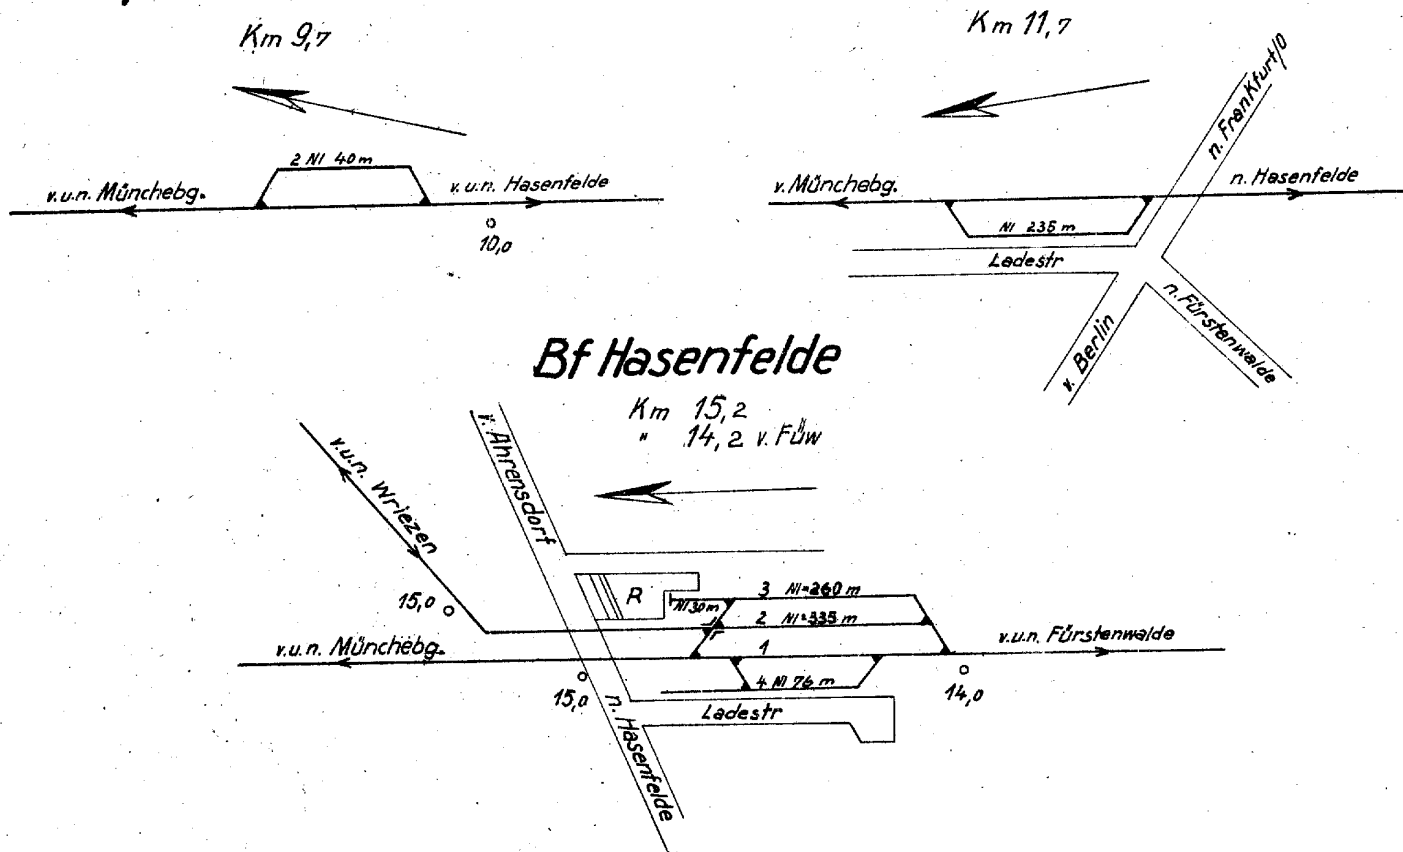 Km 9,7
2 Nl 40 m
v.u.n. Münchebg.
v.u.n. Hasenfelde
10,0
Km 11,7
n. Frankfurt/O
v. Münchebg.
n. Hasenfelde
Nl 235 m
Ladestr
v. Berlin
n. Fürstenwalde
Bf Hasenfelde
Km 15,2
" 14,2 v. Füw
v.u.n. Wriezen
v. Ahrensdorf
15,0
R
Nl 30 m
3 Nl=260 m
2 Nl=335 m
1
v.u.n. Münchebg.
v.u.n. Fürstenwalde
15,0
4 Nl 76 m
14,0
Ladestr
n. Hasenfelde